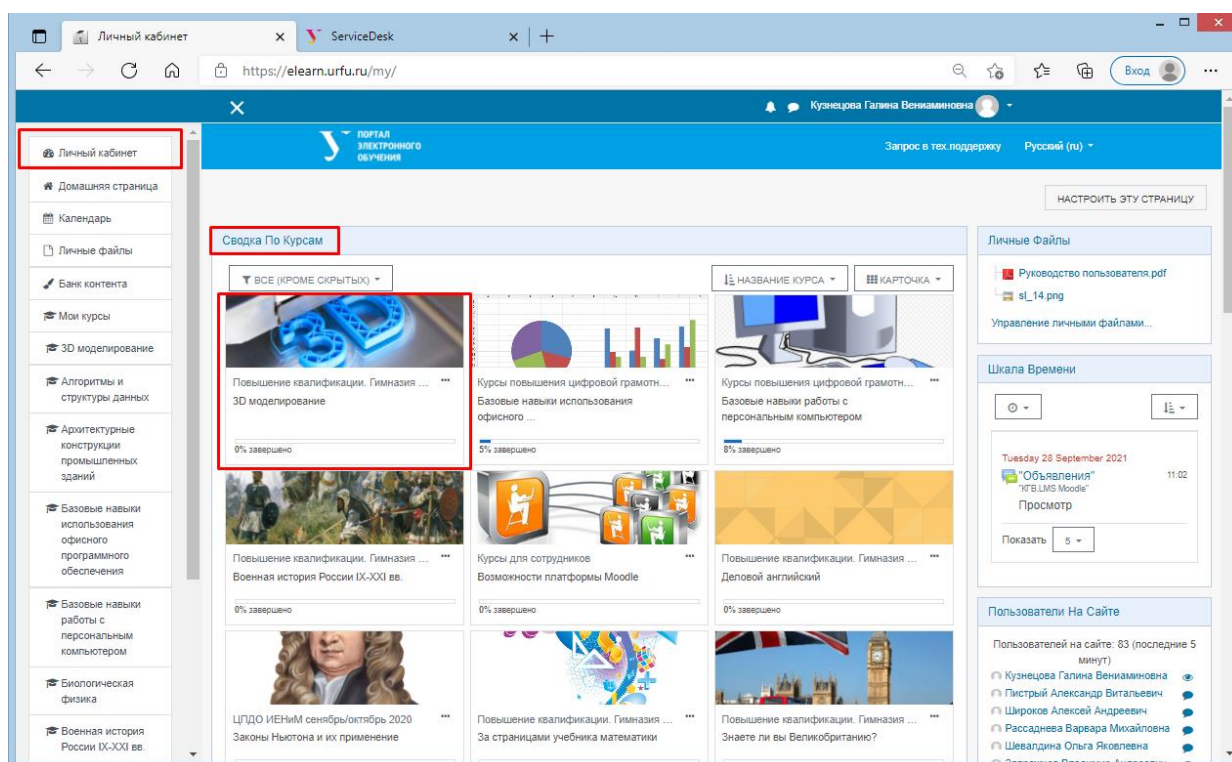 Личный кабинет
ServiceDesk
https://elearn.urfu.ru/my/
Вход
Кузнецова Галина Вениаминовна
ПОРТАЛ
ЭЛЕКТРОННОГО
ОБУЧЕНИЯ
Запрос в тех.поддержку
Русский (ru)
Личный кабинет
Домашняя страница
Календарь
Личные файлы
Банк контента
Мои курсы
3D моделирование
Алгоритмы и
структуры данных
Архитектурные
конструкции
промышленных
зданий
Базовые навыки
использования
офисного
программного
обеспечения
Базовые навыки
работы с
персональным
компьютером
Биологическая
физика
Военная история
России IX-XXI вв.
НАСТРОИТЬ ЭТУ СТРАНИЦУ
Сводка По Курсам
ВСЕ (КРОМЕ СКРЫТЫХ)
НАЗВАНИЕ КУРСА
КАРТОЧКА
3D
Повышение квалификации. Гимназия ...
3D моделирование
0% завершено
Курсы повышения цифровой грамотн...
Базовые навыки использования
офисного ...
5% завершено
Курсы повышения цифровой грамотн...
Базовые навыки работы с
персональным компьютером
8% завершено
Повышение квалификации. Гимназия ...
Военная история России IX-XXI вв.
0% завершено
Курсы для сотрудников
Возможности платформы Moodle
0% завершено
Повышение квалификации. Гимназия ...
Деловой английский
0% завершено
ЦПДО ИЕНиМ сенябрь/октябрь 2020
Законы Ньютона и их применение
Повышение квалификации. Гимназия ...
За страницами учебника математики
Повышение квалификации. Гимназия ...
Знаете ли вы Великобританию?
Личные Файлы
Руководство пользователя.pdf
sl_14.png
Управление личными файлами...
Шкала Времени
Tuesday 28 September 2021
"Объявления"
11:02
"КГВ.LMS Moodle"
Просмотр
Показать
5
Пользователи На Сайте
Пользователей на сайте: 83 (последние 5
минут)
Кузнецова Галина Вениаминовна
Пистрый Александр Витальевич
Широков Алексей Андреевич
Рассаднева Варвара Михайловна
Шевалдина Ольга Яковлевна